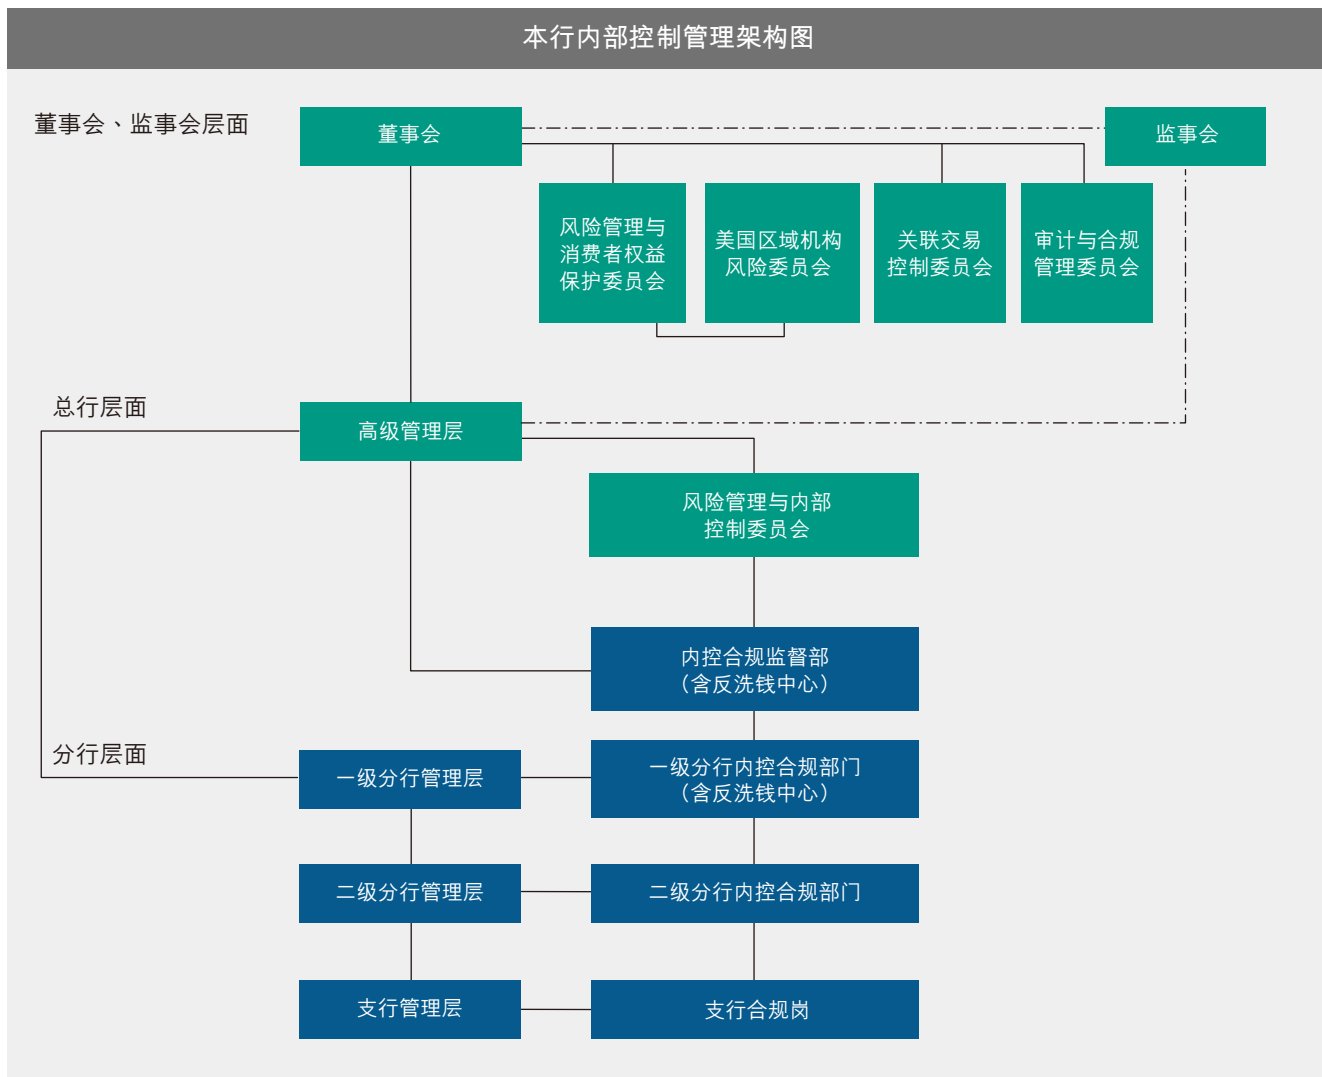 本行内部控制管理架构图
董事会、监事会层面
董事会
监事会
风险管理与
消费者权益
保护委员会
美国区域机构
风险委员会
关联交易
控制委员会
审计与合规
管理委员会
总行层面
高级管理层
风险管理与内部
控制委员会
内控合规监督部
（含反洗钱中心）
分行层面
一级分行管理层
一级分行内控合规部门
（含反洗钱中心）
二级分行管理层
二级分行内控合规部门
支行管理层
支行合规岗